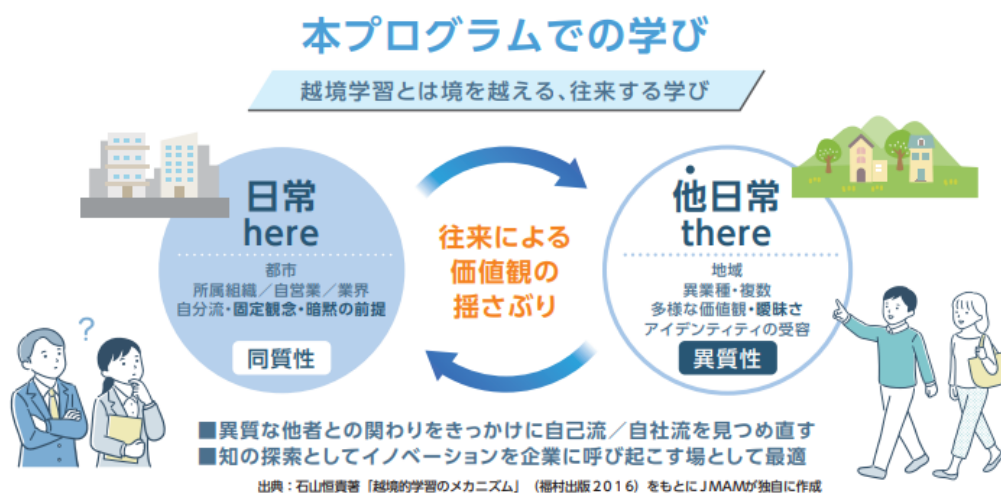 本プログラムでの学び
越境学習とは境を越える、往来する学び
日常
here
都市
所属組織／自営業／業界
自分流・固定観念・暗黙の前提
同質性
往来による
価値観の
揺さぶり
他日常
there
地域
異業種・複数
多様な価値観・曖昧さ
アイデンティティの受容
異質性
?
■異質な他者との関わりをきっかけに自己流／自社流を見つめ直す
■知の探索としてイノベーションを企業に呼び起こす場として最適
出典：石山恒貴著「越境的学習のメカニズム」（福村出版２０１６）をもとにJMAMが独自に作成